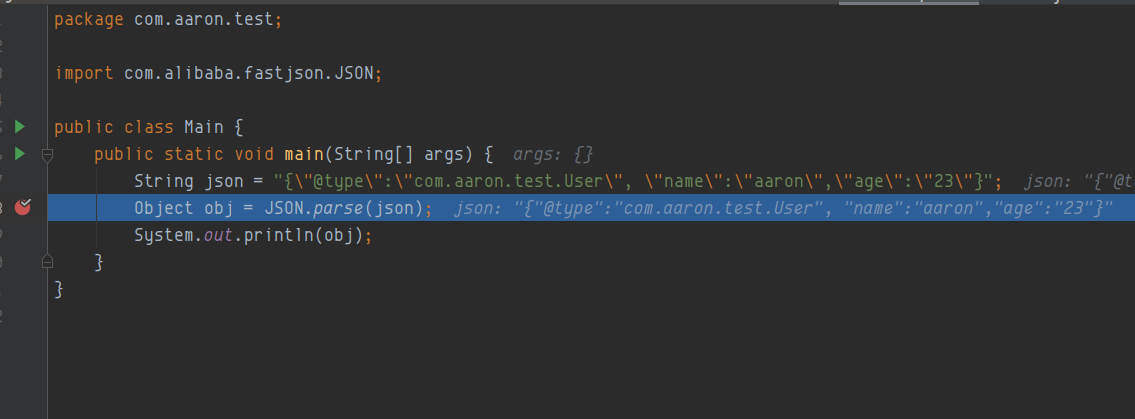 package com.aaron.test;
import com.alibaba.fastjson.JSON;
public class Main {
public static void main(String[] args) {  args: {}
String json = "{\"@type\":\"com.aaron.test.User\", \"name\":\"aaron\",\"age\":\"23\"}";  json: "{"@t
Object obj = JSON.parse(json);  json: "{"@type":"com.aaron.test.User", "name":"aaron","age":"23"}"
System.out.println(obj);
}
}